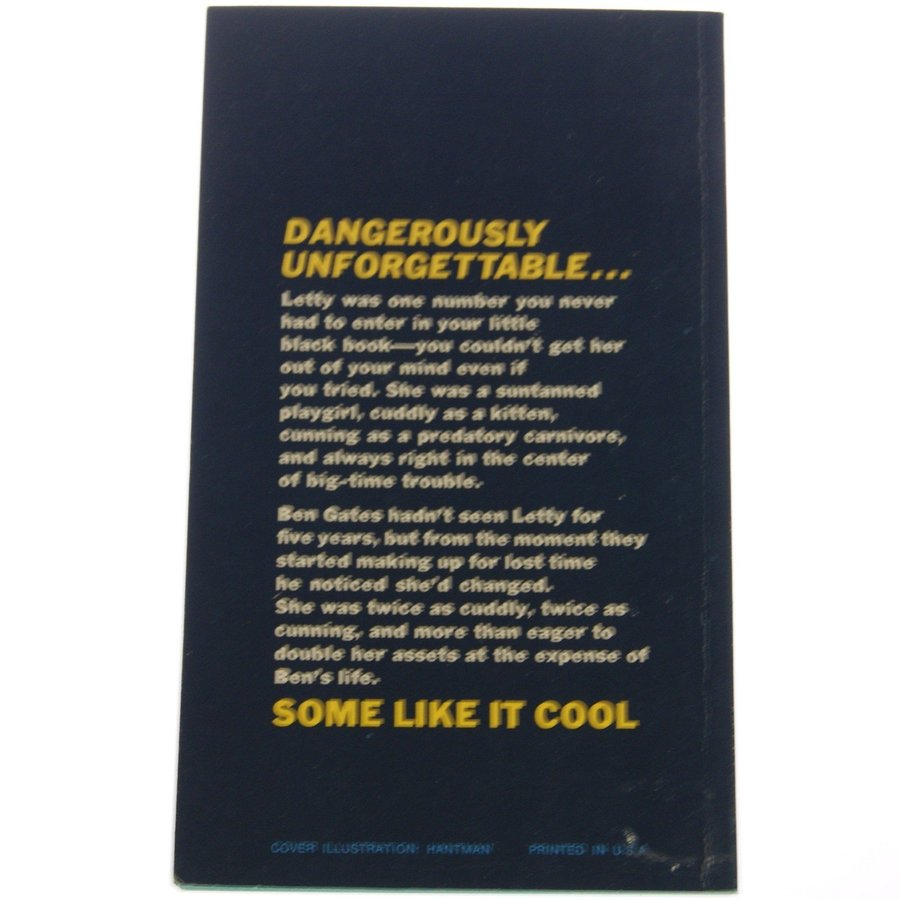 DANGEROUSLY
UNFORGETTABLE...
Letty was one number you never
had to enter in your little
black book—you couldn't get her
out of your mind even if
you tried. She was a suntanned
playgirl, cuddly as a kitten,
cunning as a predatory carnivore,
and always right in the center
of big-time trouble.
Ben Gates hadn't seen Letty for
five years, but from the moment they
started making up for lost time
he noticed she'd changed.
She was twice as cuddly, twice as
cunning, and more than eager to
double her assets at the expense of
Ben's life.
SOME LIKE IT COOL
COVER ILLUSTRATION: HANTMAN PRINTED IN U.S.A.